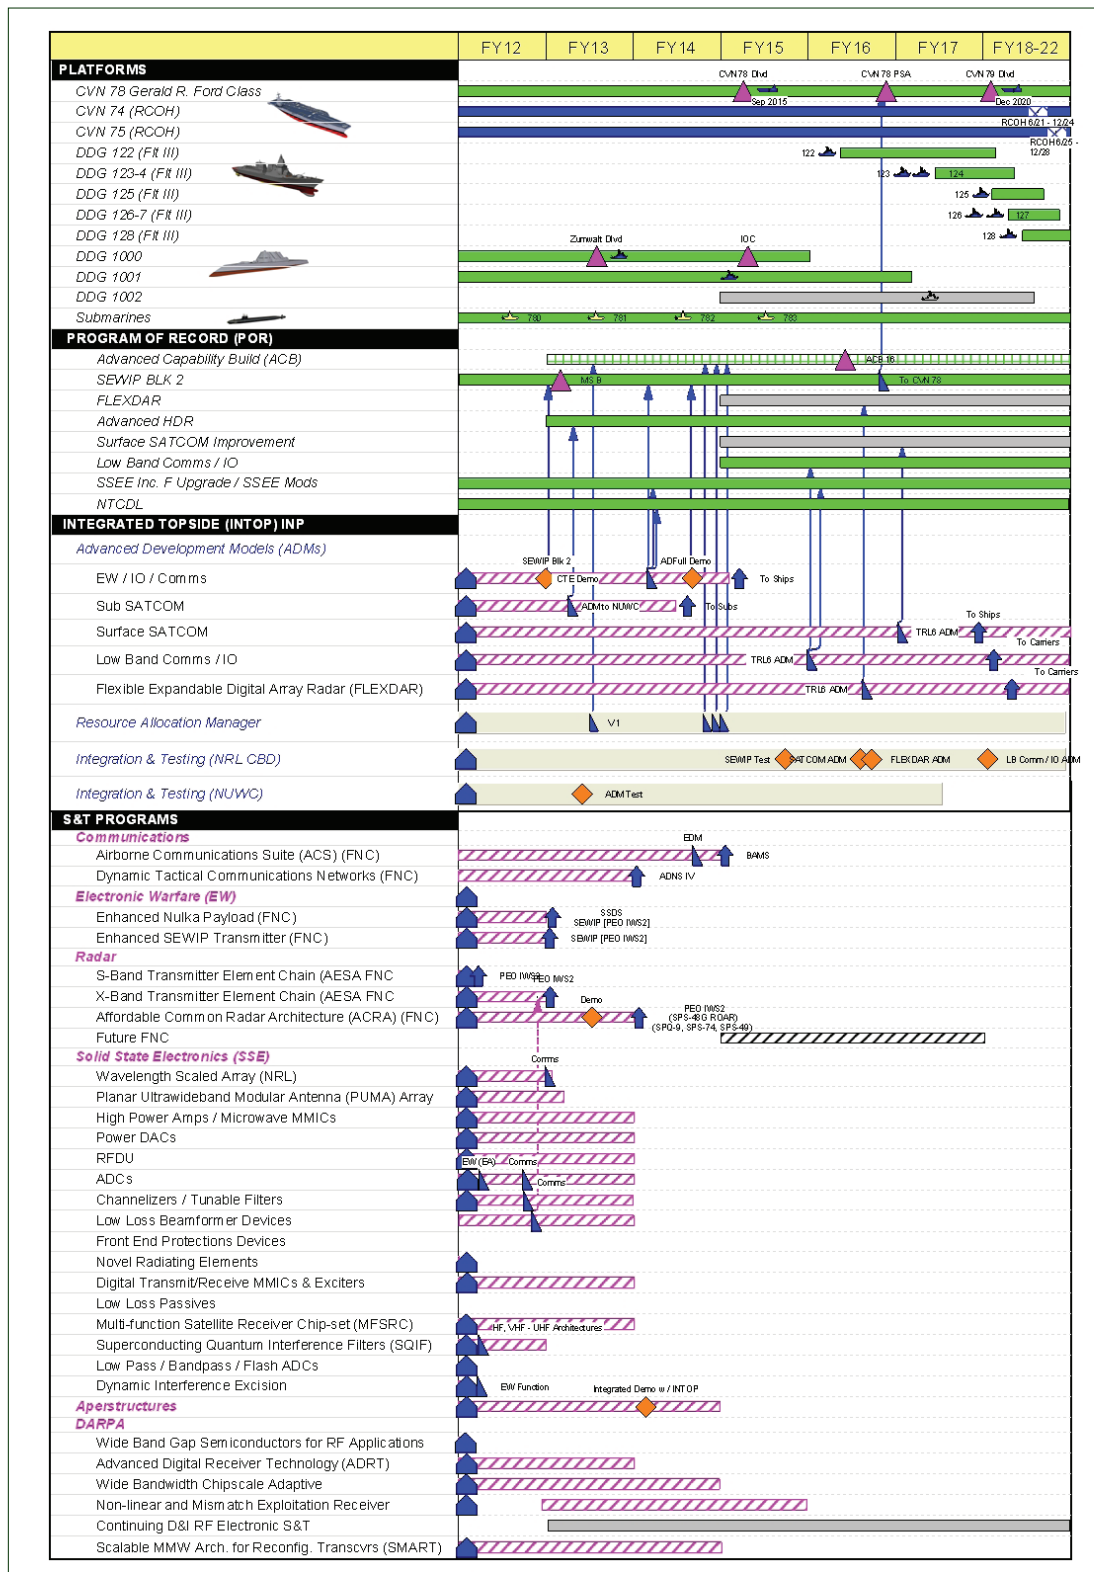 FY12 FY13 FY14 FY15 FY16 FY17 FY18-22
PLATFORMS
CVN 78 Dlvd CVN 78 PSA CVN 79 Dlvd
CVN 78 Gerald R. Ford Class
Sep 2015 Dec 2020
CVN 74 (RCOH)
RCOH 6/21 - 12/24
CVN 75 (RCOH)
RCOH 6/25 -
12/28
DDG 122 (Flt III) 122
DDG 123-4 (Flt III) 123 124
DDG 125 (Flt III) 125
DDG 126-7 (Flt III) 126 127
DDG 128 (Flt III) 128
Zumwalt Dlvd IOC
DDG 1000
DDG 1001
DDG 1002
Submarines 780 781 782 783
PROGRAM OF RECORD (POR)
Advanced Capability Build (ACB) ACB 16
SEWIP BLK 2 MS B To CVN 78
FLEXDAR
Advanced HDR
Surface SATCOM Improvement
Low Band Comms / IO
SSEE Inc. F Upgrade / SSEE Mods
NTCDL
INTEGRATED TOPSIDE (INTOP) INP
Advanced Development Models (ADMs)
SEWIP Blk 2 ADFull Demo
EW / IO / Comms CTE Demo To Ships
Sub SATCOM ADM to NUWC To Subs
To Ships
Surface SATCOM TRL6 ADM
To Carriers
Low Band Comms / IO TRL6 ADM
To Carriers
Flexible Expandable Digital Array Radar (FLEXDAR) TRL6 ADM
Resource Allocation Manager V1
Integration & Testing (NRL CBD) SEWIP Test SATCOM ADM FLEXDAR ADM LB Comm / IO ADM
Integration & Testing (NUWC) ADM Test
S&T PROGRAMS
Communications EDM
Airborne Communications Suite (ACS) (FNC) BAMS
Dynamic Tactical Communications Networks (FNC) ADNS IV
Electronic Warfare (EW)
SSDS
Enhanced Nulka Payload (FNC) SEWIP [PEO IWS2]
Enhanced SEWIP Transmitter (FNC) SEWIP [PEO IWS2]
Radar
S-Band Transmitter Element Chain (AESA FNC PEO IWS2 PEO IWS2
X-Band Transmitter Element Chain (AESA FNC Demo
PEO IWS2
Affordable Common Radar Architecture (ACRA) (FNC) (SPS-48G ROAR)
(SPQ-9, SPS-74, SPS-49)
Future FNC
Solid State Electronics (SSE) Comms
Wavelength Scaled Array (NRL)
Planar Ultrawideband Modular Antenna (PUMA) Array
High Power Amps / Microwave MMICs
Power DACs
RFDU
EW (EA) Comms
ADCs Comms
Channelizers / Tunable Filters
Low Loss Beamformer Devices
Front End Protections Devices
Novel Radiating Elements
Digital Transmit/Receive MMICs & Exciters
Low Loss Passives
Multi-function Satellite Receiver Chip-set (MFSRC) HF, VHF - UHF Architectures
Superconducting Quantum Interference Filters (SQIF)
Low Pass / Bandpass / Flash ADCs
Dynamic Interference Excision EW Function Integrated Demo w / INTOP
Aperstructures
DARPA
Wide Band Gap Semiconductors for RF Applications
Advanced Digital Receiver Technology (ADRT)
Wide Bandwidth Chipscale Adaptive
Non-linear and Mismatch Exploitation Receiver
Continuing D&I RF Electronic S&T
Scalable MMW Arch. for Reconfig. Transcvrs (SMART)